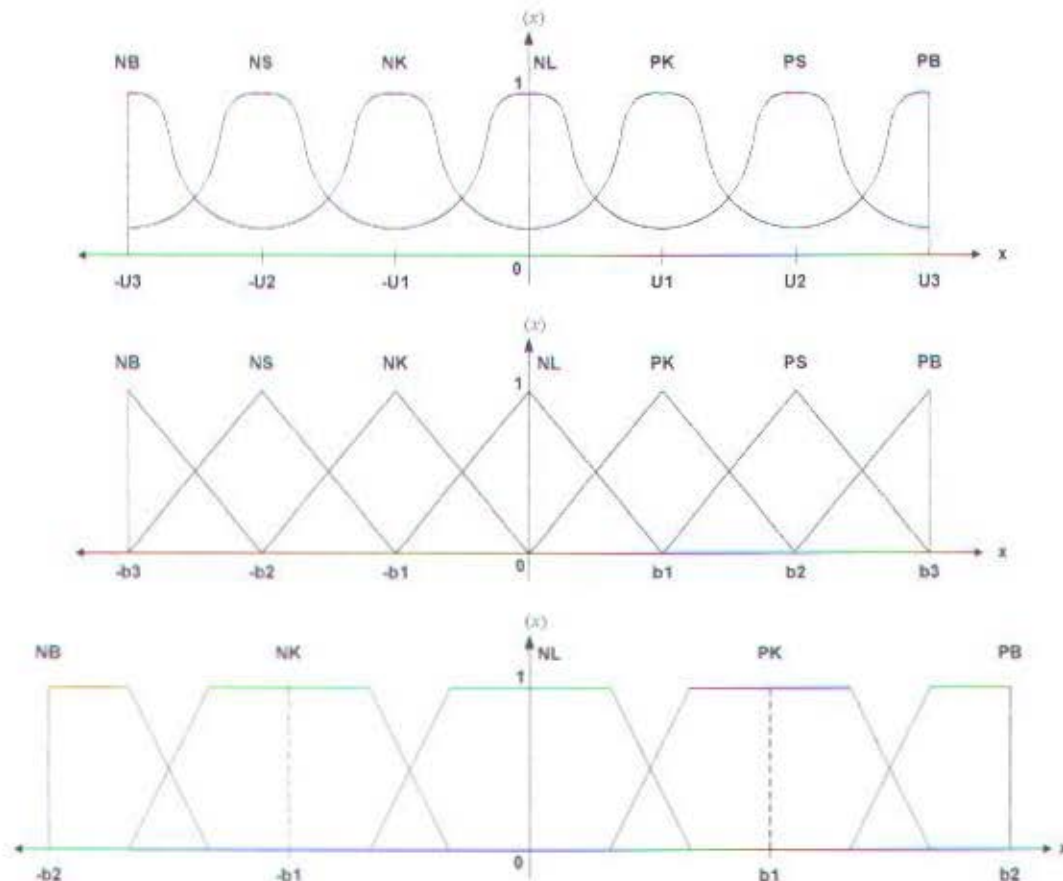 (x)
NB NS NK NL PK PS PB
1
0
-U3 -U2 -U1 U1 U2 U3
x
(x)
NB NS NK NL PK PS PB
1
0
-b3 -b2 -b1 b1 b2 b3
x
(x)
NB NK NL PK PB
1
0
-b2 -b1 b1 b2
x